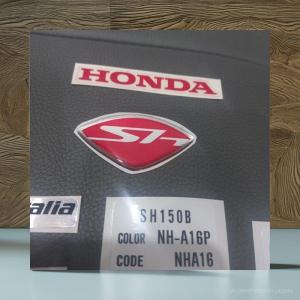 HONDA
Sh
alia
SH150B
COLOR NH-A16P
CODE NHA16